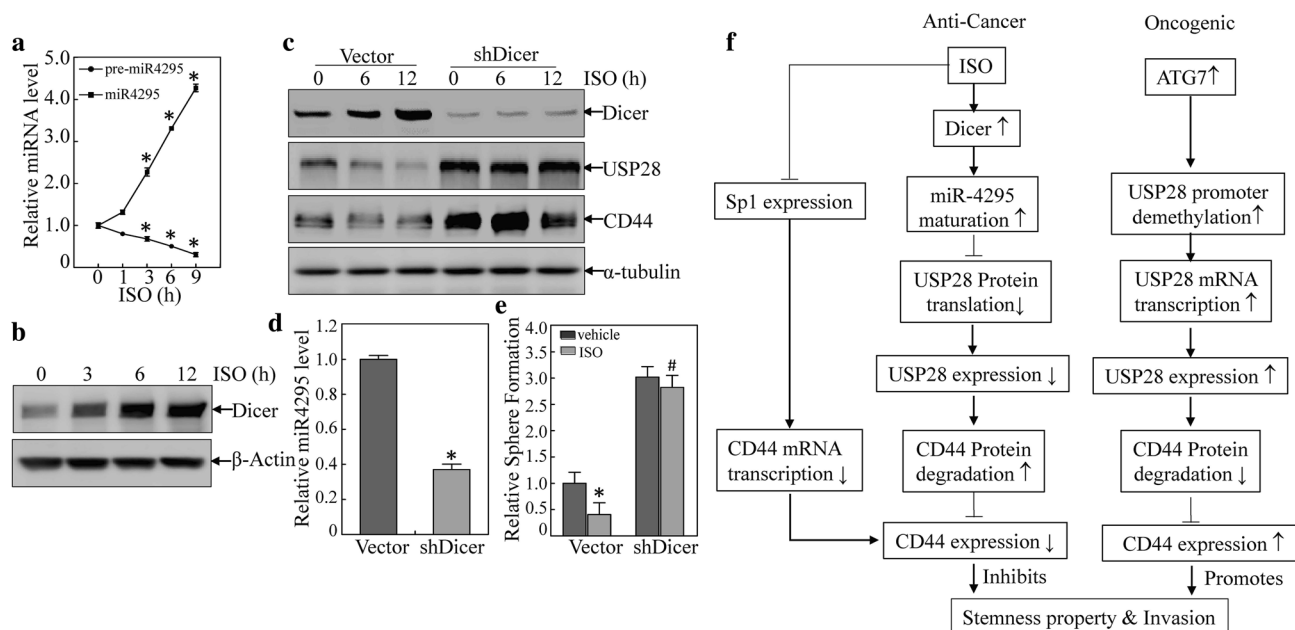 a
Relative miRNA level
5.0
4.0
3.0
2.0
1.0
0.0
pre-miR4295
miR4295
*
*
*
*
*
*
0 1 3 6 9
ISO (h)
b
0 3 6 12 ISO (h)
Dicer
β-Actin
c
Vector shDicer
0 6 12 0 6 12 ISO (h)
Dicer
USP28
CD44
α-tubulin
d
Relative miR4295 level
1.2
1.0
0.8
0.6
0.4
0.2
0
*
Vector shDicer
e
Relative Sphere Formation
4.0
3.5
3.0
2.5
2.0
1.5
1.0
0.5
0.0
vehicle
ISO
*
#
Vector shDicer
f
Anti-Cancer Oncogenic
ISO
ATG7↑
Dicer ↑
Sp1 expression
miR-4295
maturation ↑
USP28 promoter
demethylation↑
USP28 Protein
translation↓
USP28 mRNA
transcription ↑
USP28 expression ↓
USP28 expression ↑
CD44 mRNA
transcription ↓
CD44 Protein
degradation ↑
CD44 Protein
degradation ↓
CD44 expression ↓
CD44 expression ↑
Inhibits
Promotes
Stemness property & Invasion